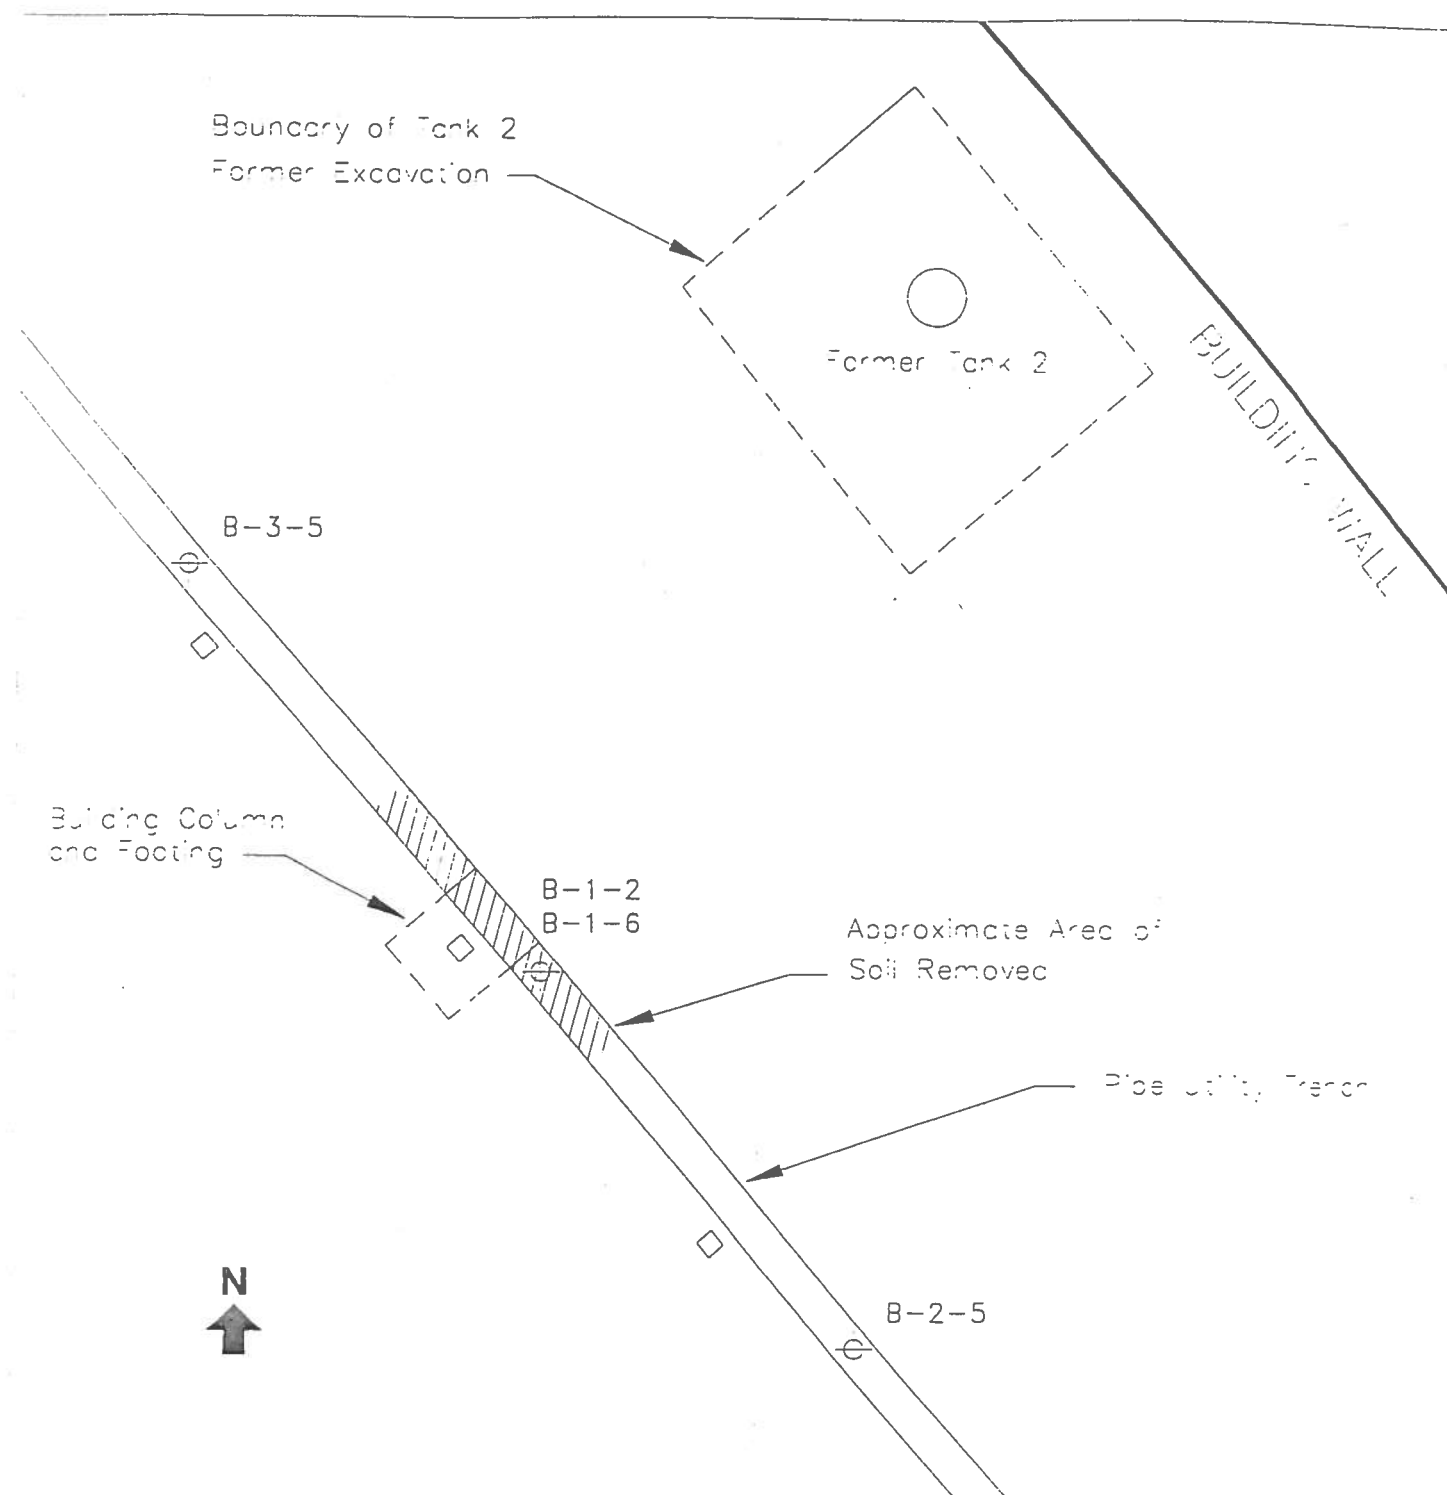 Boundary of Tank 2
Former Excavation
Former Tank 2
BUILDING WALL
B-3-5
Building Column
and Footing
B-1-2
B-1-6
Approximate Area of
Soil Removed
Pipe Utility Trench
N
B-2-5